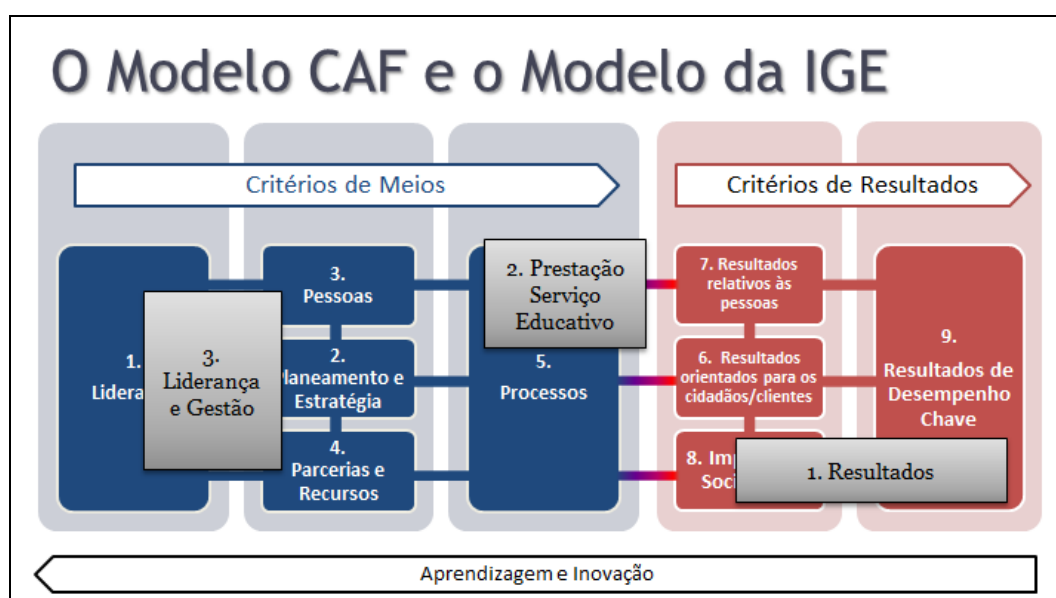 O Modelo CAF e o Modelo da IGE
Critérios de Meios
Critérios de Resultados
1.
3.
Pessoas
3.
Liderança
e Gestão
2.
Estratégia
4.
Parcerias e
Recursos
2. Prestação
Serviço
Educativo
5.
Processos
7. Resultados
relativos às
pessoas
6. Resultados
orientados para os
cidadãos/clientes
8.
1. Resultados
9.
Resultados de
Desempenho
Chave
Aprendizagem e Inovação